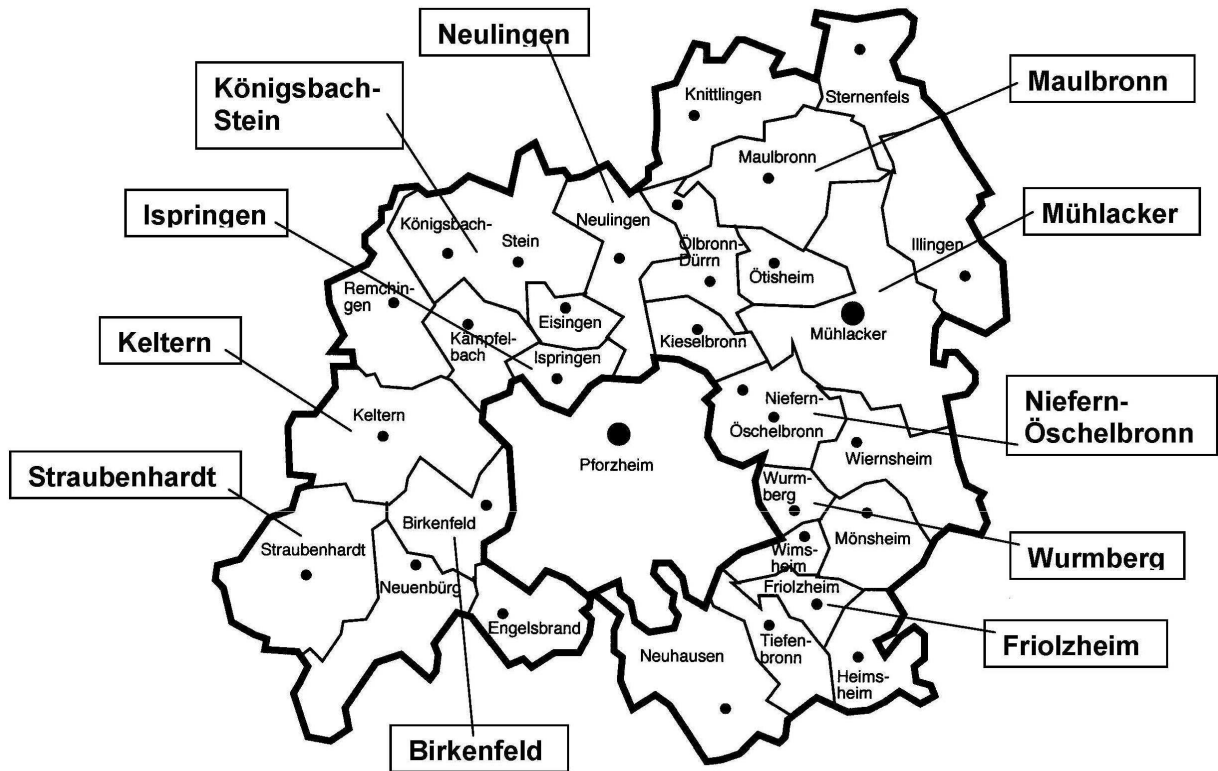 Neulingen
Königsbach-
Stein
Maulbronn
Ispringen
Mühlacker
Keltern
Niefern-
Öschelbronn
Straubenhardt
Wurmberg
Friolzheim
Birkenfeld
Sternenfels
Knittlingen
Maulbronn
Königsbach-
Stein
Neulingen
Ölbronn-
Dürrn
Ötisheim
Illingen
Remchin-
gen
Kämpfel-
bach
Eisingen
Ispringen
Kieselbronn
Mühlacker
Keltern
Pforzheim
Niefern-
Öschelbronn
Wiernsheim
Wurm-
berg
Mönsheim
Wims-
heim
Straubenhardt
Birkenfeld
Neuenbürg
Engelsbrand
Friolzheim
Neuhausen
Tiefen-
bronn
Heims-
heim